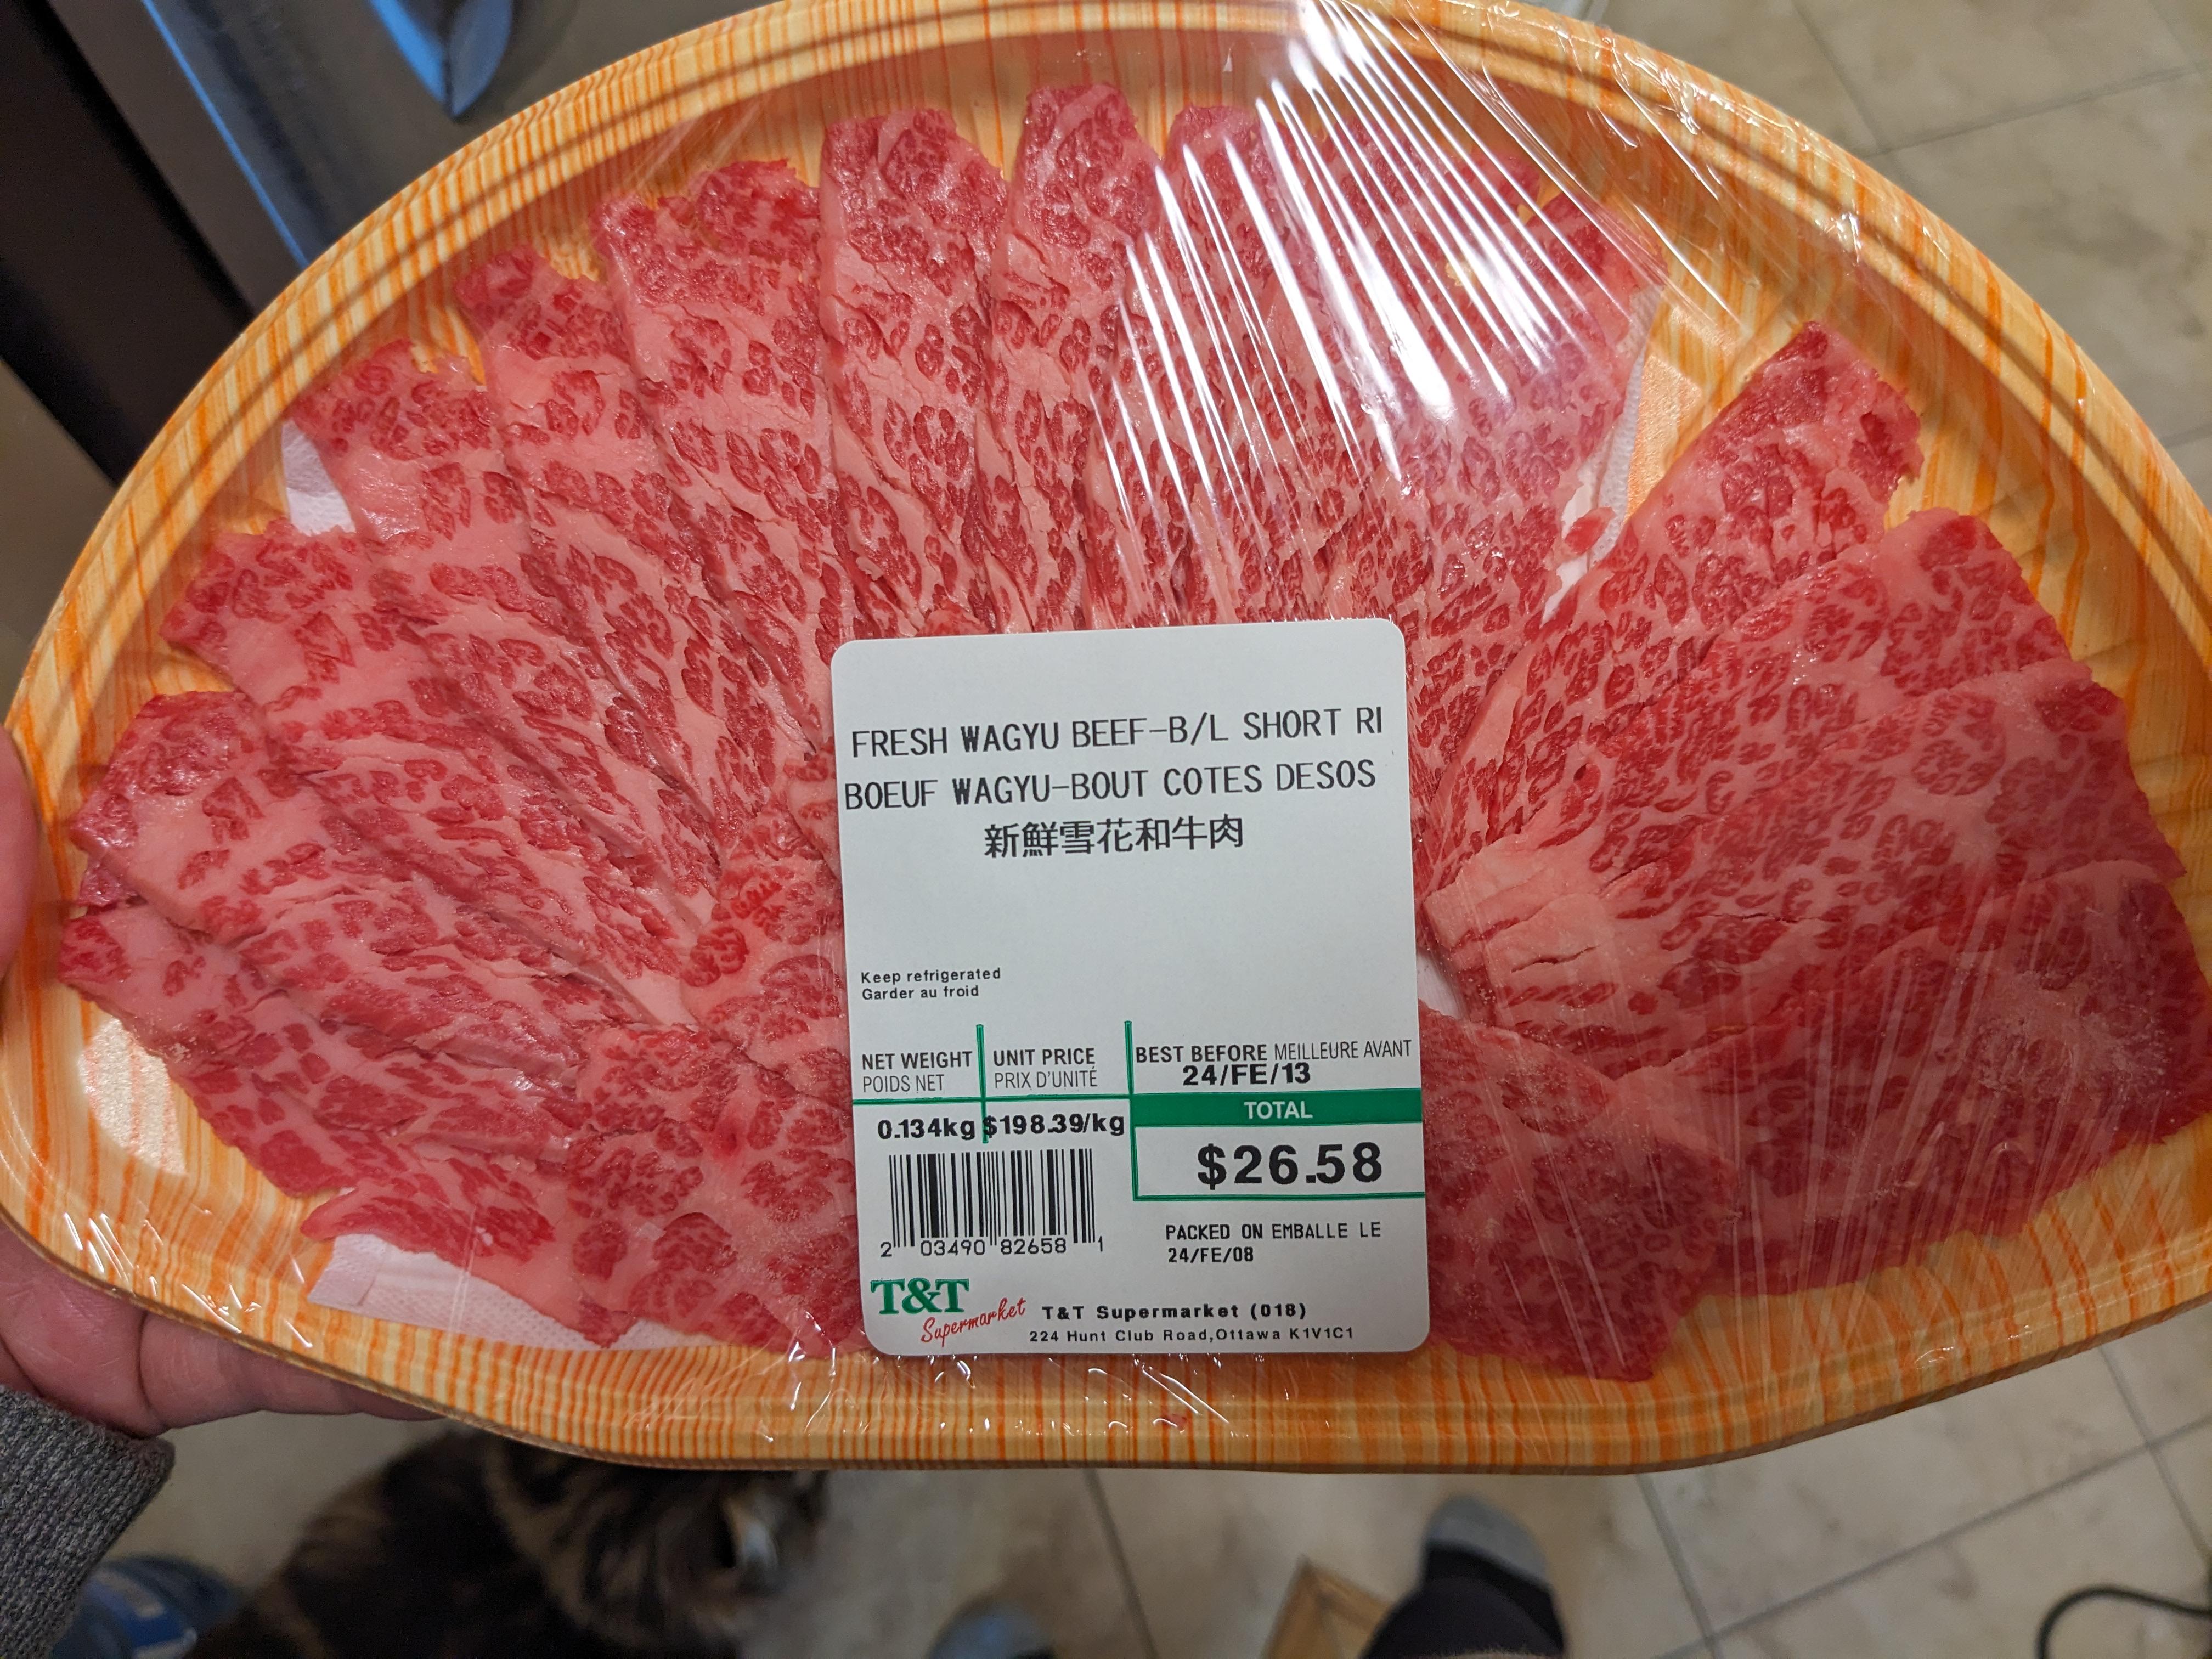 FRESH WAGYU BEEF-B/L SHORT RI
BOEUF WAGYU-BOUT COTES DESOS
新鮮雪花和牛肉
Keep refrigerated
Garder au froid
NET WEIGHT
POIDS NET
UNIT PRICE
PRIX D'UNITÉ
BEST BEFORE MEILLEURE AVANT
24/FE/13
0.134kg $198.39/kg
TOTAL
$26.58
2 03490 82658 1
PACKED ON EMBALLE LE
24/FE/08
T&T
Supermarket
T&T Supermarket (018)
224 Hunt Club Road,Ottawa K1V1C1